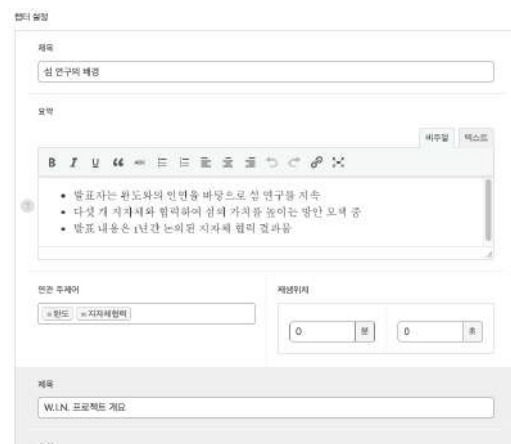 챕터 설정
제목
섬 연구의 배경
요약
비주얼 텍스트
B I U
발표자는 완도와의 인연을 바탕으로 섬 연구를 지속
다섯 개 지자체와 협력하여 섬의 가치를 높이는 방안 모색 중
발표 내용은 1년간 논의된 지자체 협력 결과물
연관 주제어
재생위치
×완도 ×지자체협력
0 분 0 초
제목
W.I.N. 프로젝트 개요